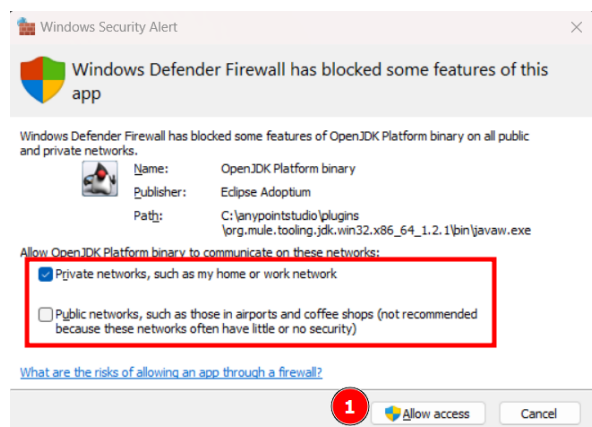 Windows Security Alert
Windows Defender Firewall has blocked some features of this
app
Windows Defender Firewall has blocked some features of OpenJDK Platform binary on all public
and private networks.
Name: OpenJDK Platform binary
Publisher: Eclipse Adoptium
Path: C:\anypointstudio\plugins
\org.mule.tooling.jdk.win32.x86_64_1.2.1\bin\javaw.exe
Allow OpenJDK Platform binary to communicate on these networks:
Private networks, such as my home or work network
Public networks, such as those in airports and coffee shops (not recommended
because these networks often have little or no security)
What are the risks of allowing an app through a firewall?
1 Allow access Cancel